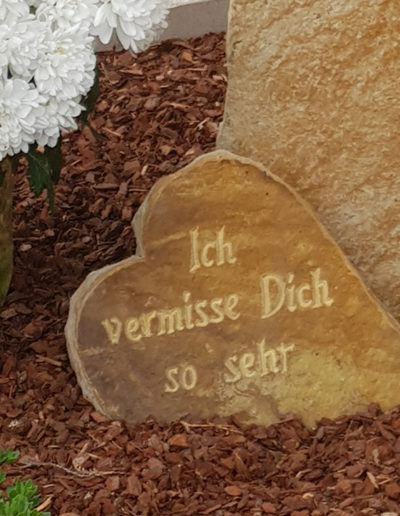 Ich
vermisse Dich
so sehr